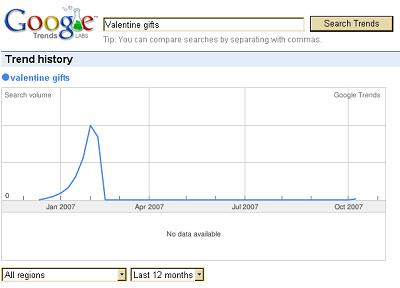 Google
Trends LABS
Valentine gifts
Search Trends
Tip: You can compare searches by separating with commas.
Trend history
valentine gifts
Search volume
Google Trends
0
Jan 2007 Apr 2007 Jul 2007 Oct 2007
No data available
All regions
Last 12 months